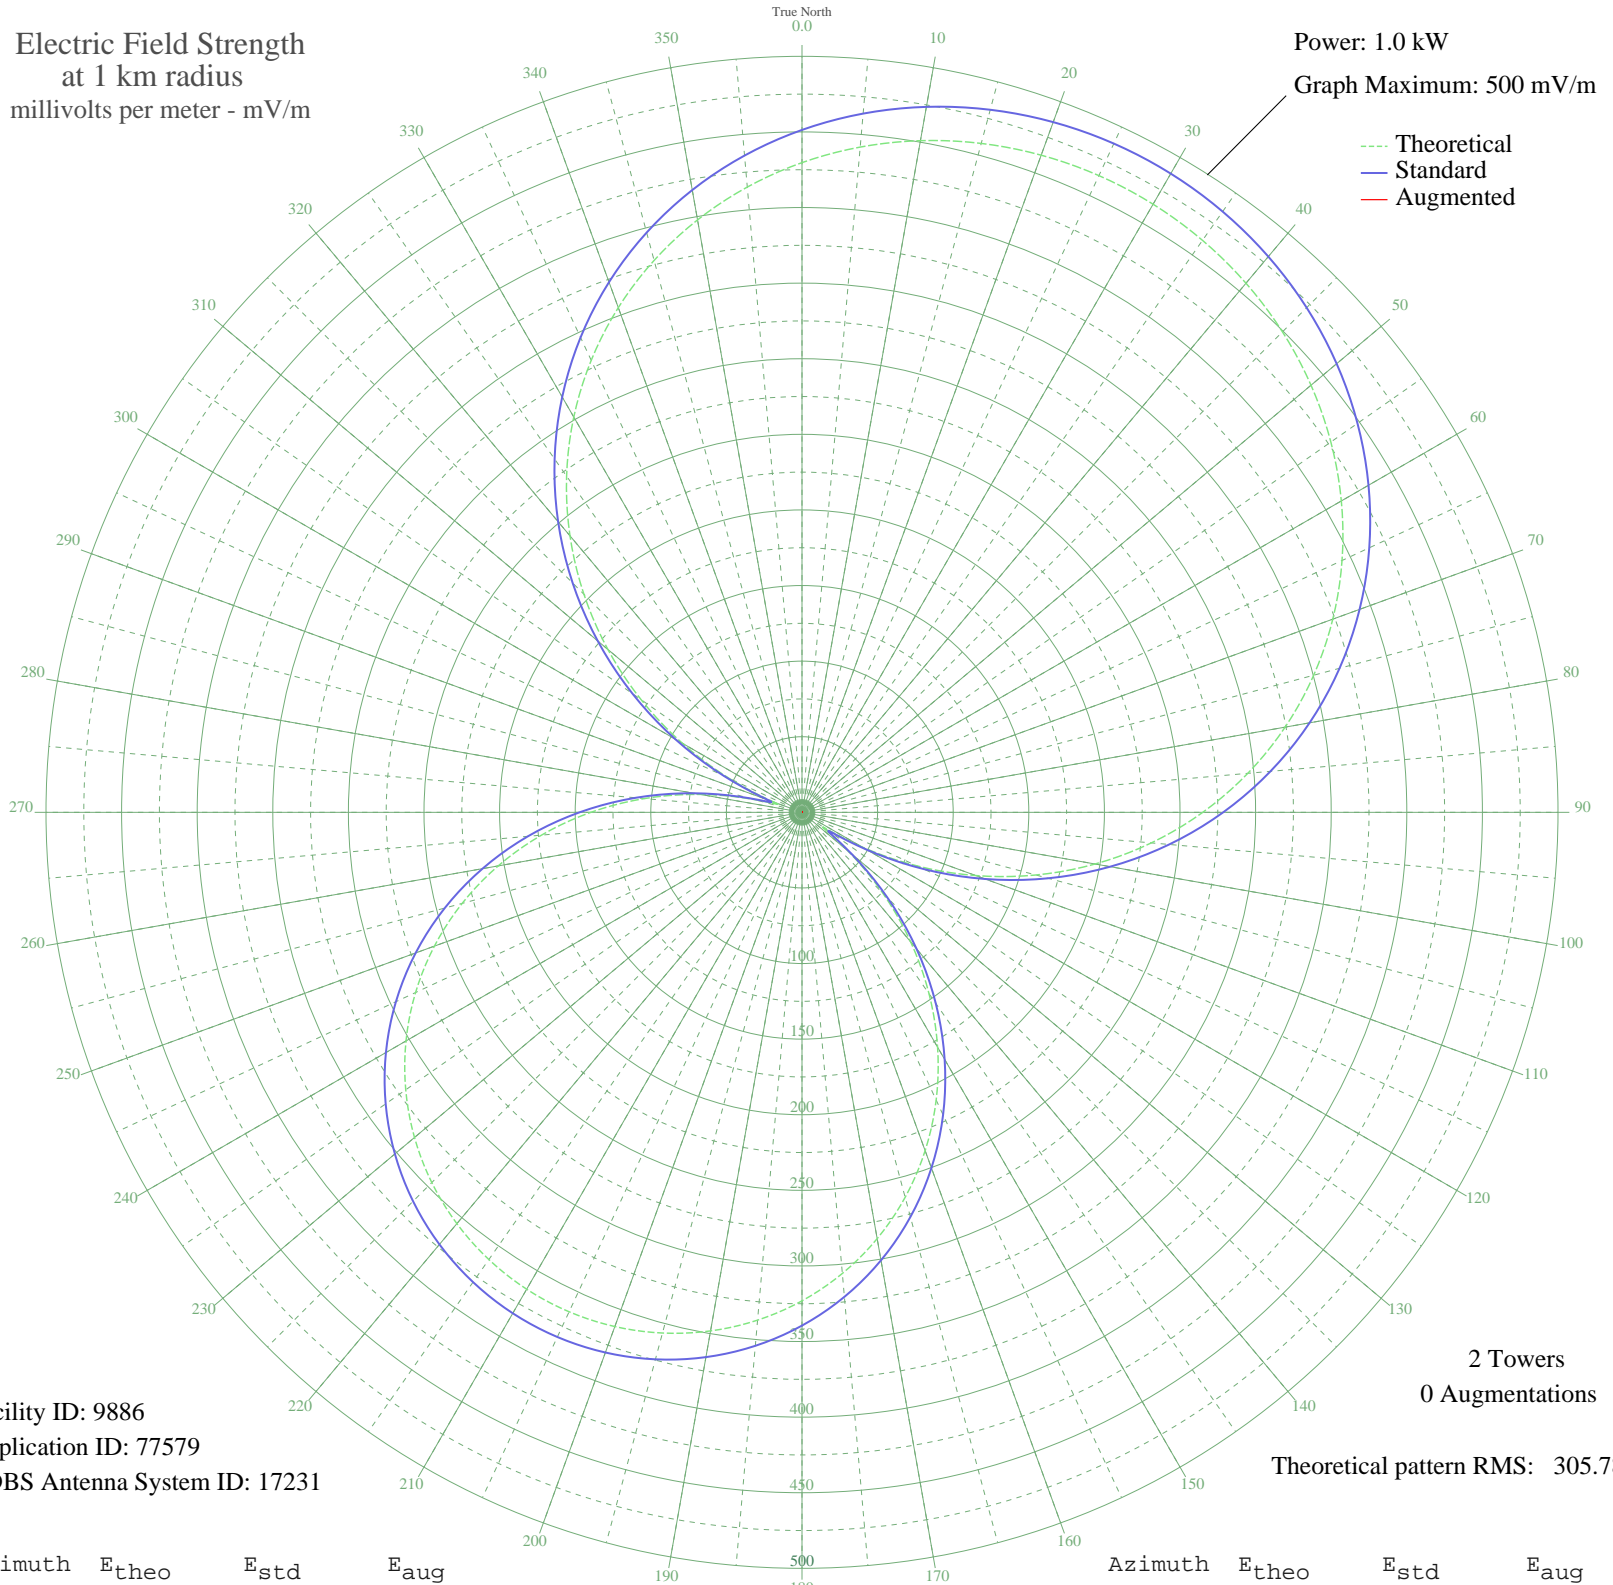 True North
0.0
Electric Field Strength
at 1 km radius
millivolts per meter - mV/m
Power: 1.0 kW
Graph Maximum: 500 mV/m
Theoretical
Standard
Augmented
350
10
340
20
330
30
320
40
310
50
300
60
290
70
280
80
270
90
260
100
250
110
240
120
230
130
220
140
210
150
200
160
190
170
100
150
200
250
300
350
400
450
500
2 Towers
0 Augmentations
cility ID: 9886
plication ID: 77579
DBS Antenna System ID: 17231
Theoretical pattern RMS: 305.7
imuth Etheo Estd Eaug
Azimuth Etheo Estd Eaug